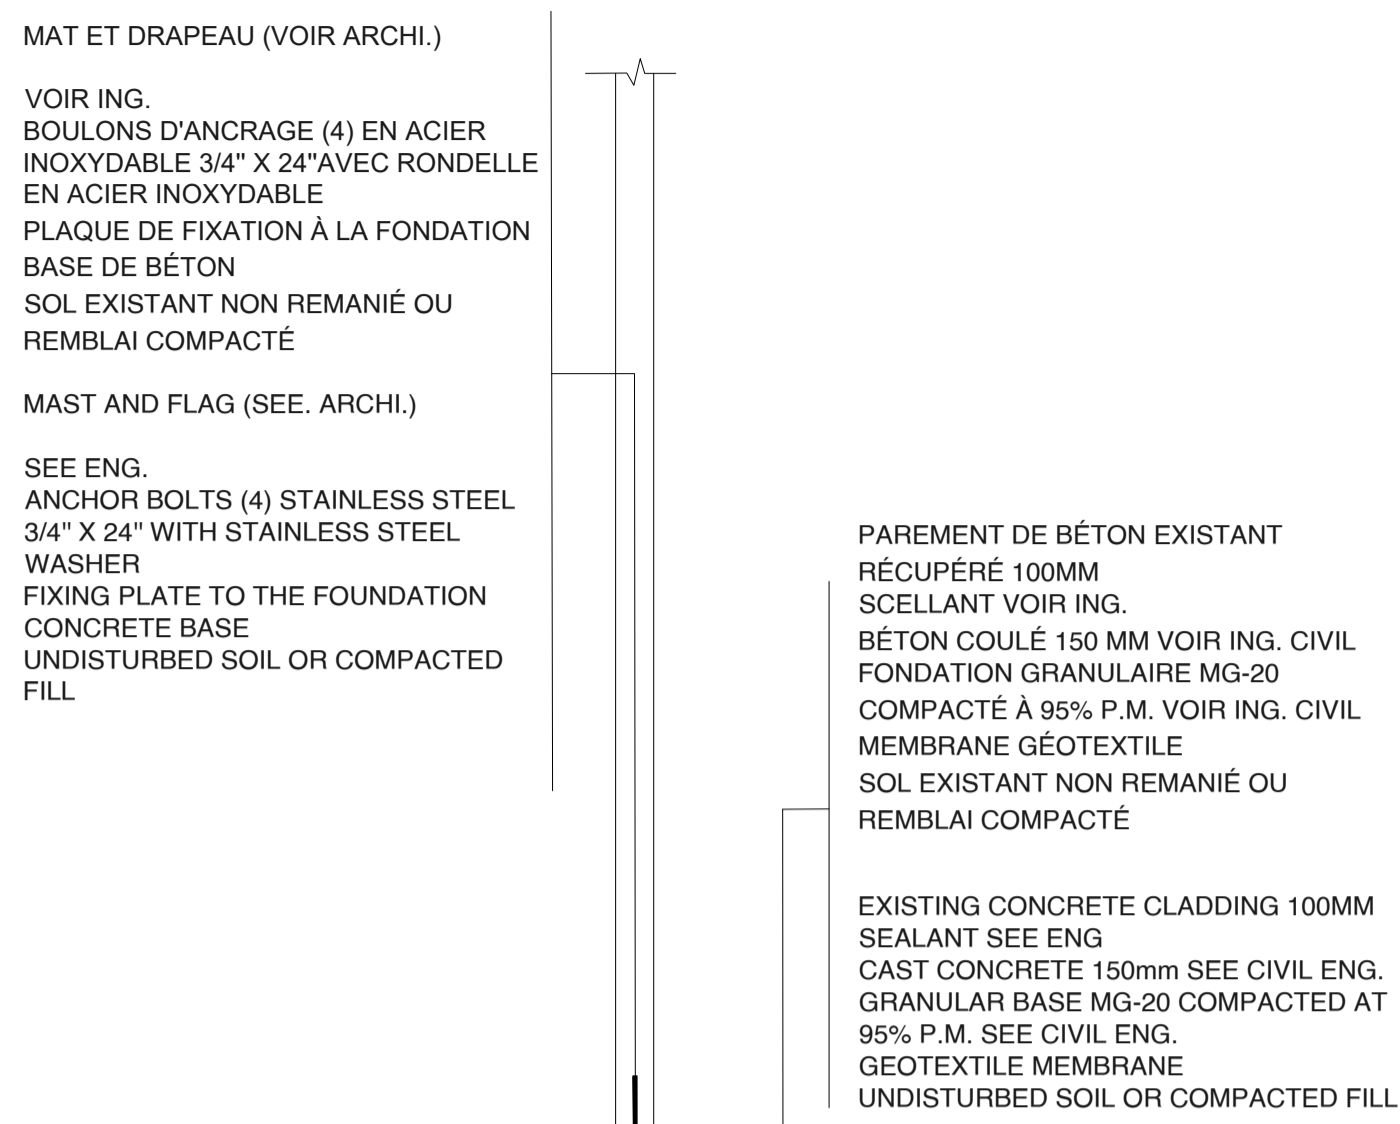 MAT ET DRAPEAU (VOIR ARCHI.)
VOIR ING.
BOULONS D'ANCRAGE (4) EN ACIER
INOXYDABLE 3/4" X 24"AVEC RONDELLE
EN ACIER INOXYDABLE
PLAQUE DE FIXATION À LA FONDATION
BASE DE BÉTON
SOL EXISTANT NON REMANIÉ OU
REMBLAI COMPACTÉ
MAST AND FLAG (SEE. ARCHI.)
SEE ENG.
ANCHOR BOLTS (4) STAINLESS STEEL
3/4" X 24" WITH STAINLESS STEEL
WASHER
FIXING PLATE TO THE FOUNDATION
CONCRETE BASE
UNDISTURBED SOIL OR COMPACTED
FILL
PAREMENT DE BÉTON EXISTANT
RÉCUPÉRÉ 100MM
SCELLANT VOIR ING.
BÉTON COULÉ 150 MM VOIR ING. CIVIL
FONDATION GRANULAIRE MG-20
COMPACTÉ À 95% P.M. VOIR ING. CIVIL
MEMBRANE GÉOTEXTILE
SOL EXISTANT NON REMANIÉ OU
REMBLAI COMPACTÉ
EXISTING CONCRETE CLADDING 100MM
SEALANT SEE ENG
CAST CONCRETE 150mm SEE CIVIL ENG.
GRANULAR BASE MG-20 COMPACTED AT
95% P.M. SEE CIVIL ENG.
GEOTEXTILE MEMBRANE
UNDISTURBED SOIL OR COMPACTED FILL